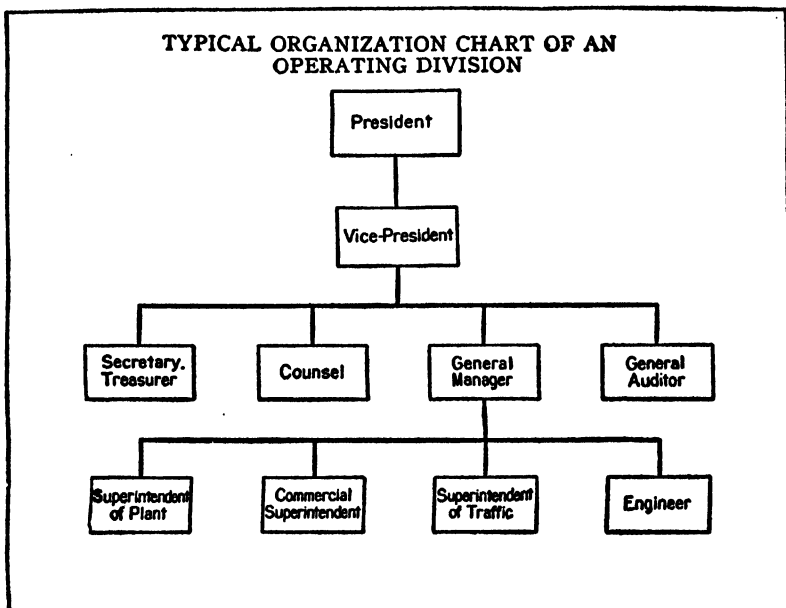 TYPICAL ORGANIZATION CHART OF AN
OPERATING DIVISION
President
Vice-President
Secretary.
Treasurer
Counsel
General
Manager
General
Auditor
Superintendent
of Plant
Commercial
Superintendent
Superintendent
of Traffic
Engineer